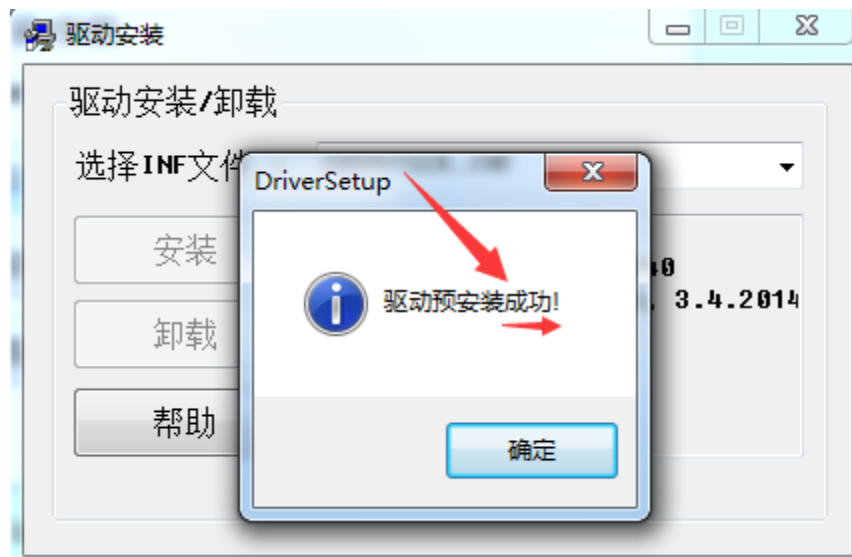 驱动安装
驱动安装/卸载
选择INF文件
DriverSetup
安装
驱动预安装成功!
3.4.2014
卸载
帮助
确定